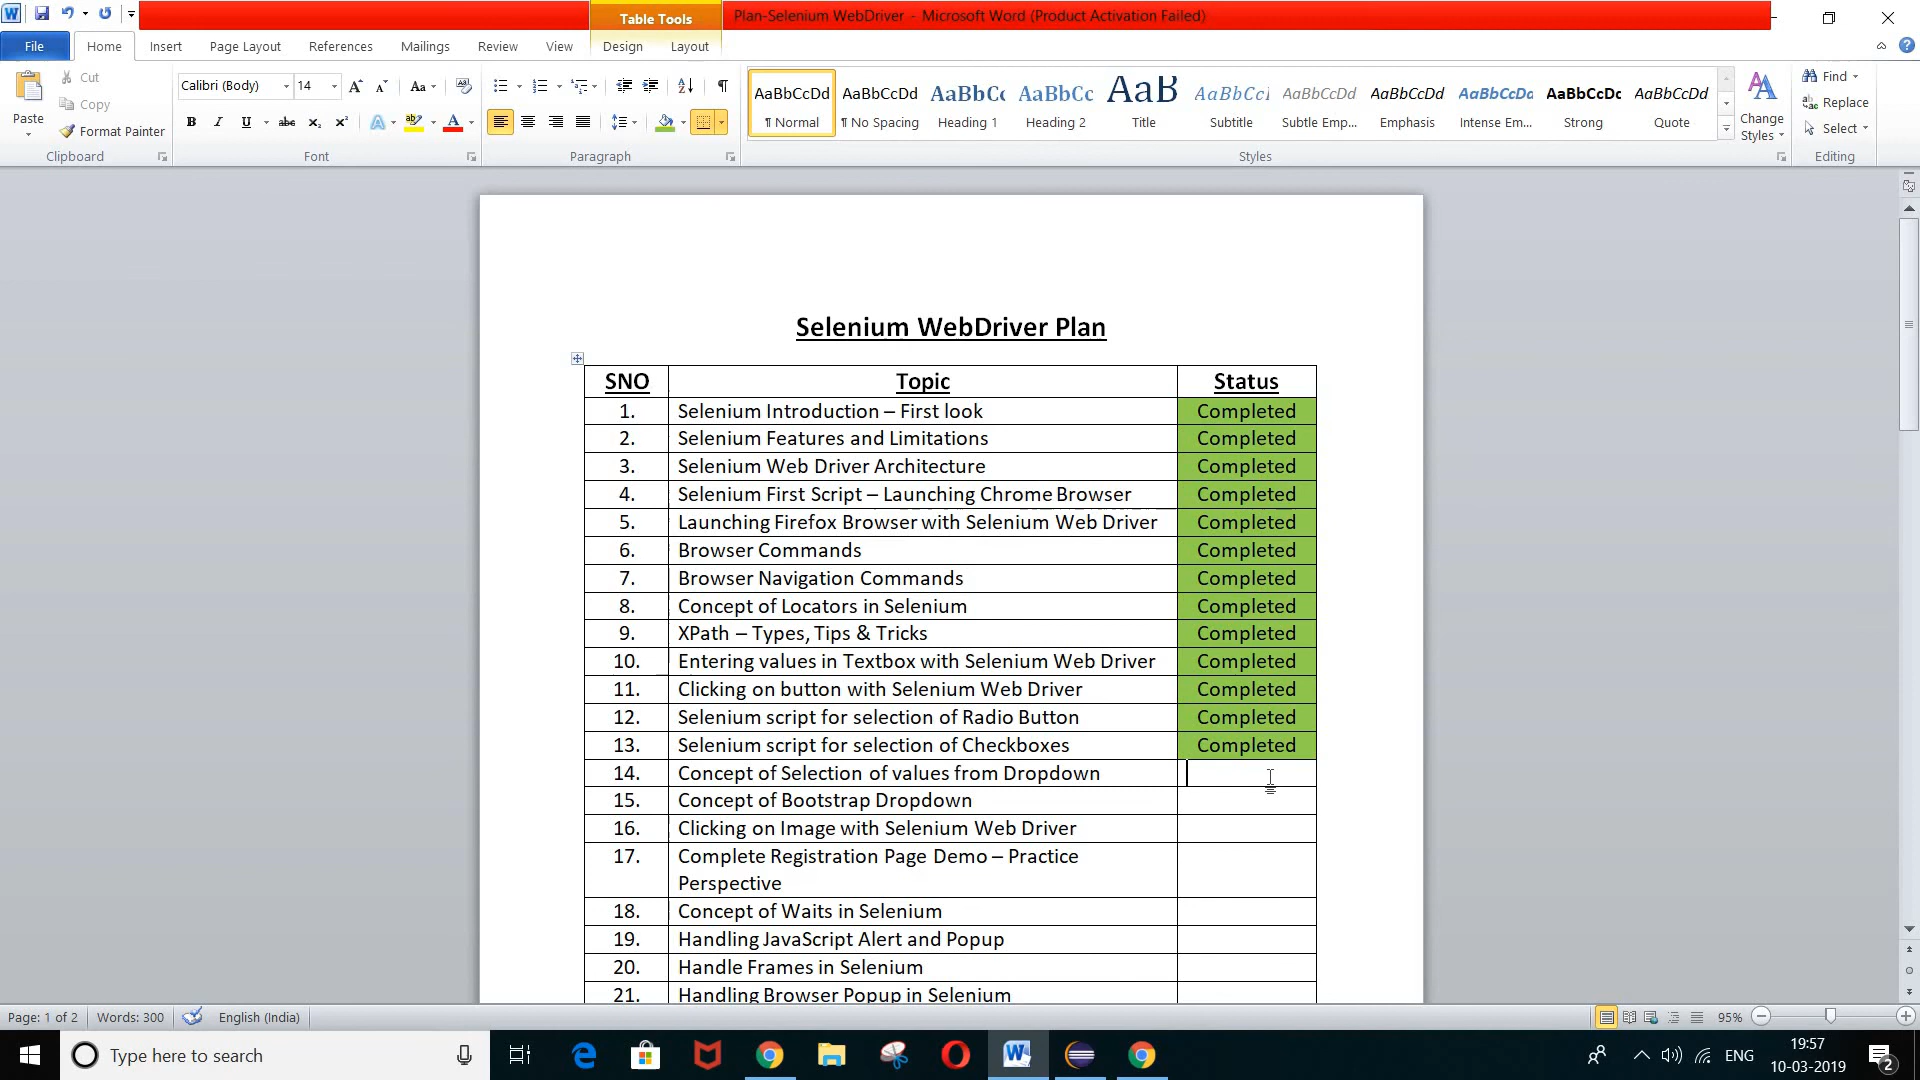 Table Tools
Plan-Selenium WebDriver - Microsoft Word (Product Activation Failed)
File Home Insert Page Layout References Mailings Review View Design Layout
Cut
Copy
Format Painter
Paste
Clipboard
Calibri (Body) 14
Font
Paragraph
AaBbCcDd AaBbCcDd AaBbCc AaBbCc AaB AaBbCcI AaBbCcDd AaBbCcDd AaBbCcDd AaBbCcDc AaBbCcDd
¶ Normal ¶ No Spacing Heading 1 Heading 2 Title Subtitle Subtle Emp... Emphasis Intense Em... Strong Quote
Styles
Change
Styles
Find
Replace
Select
Editing
Selenium WebDriver Plan
SNO Topic Status
1. Selenium Introduction – First look Completed
2. Selenium Features and Limitations Completed
3. Selenium Web Driver Architecture Completed
4. Selenium First Script – Launching Chrome Browser Completed
5. Launching Firefox Browser with Selenium Web Driver Completed
6. Browser Commands Completed
7. Browser Navigation Commands Completed
8. Concept of Locators in Selenium Completed
9. XPath – Types, Tips & Tricks Completed
10. Entering values in Textbox with Selenium Web Driver Completed
11. Clicking on button with Selenium Web Driver Completed
12. Selenium script for selection of Radio Button Completed
13. Selenium script for selection of Checkboxes Completed
14. Concept of Selection of values from Dropdown
15. Concept of Bootstrap Dropdown
16. Clicking on Image with Selenium Web Driver
17. Complete Registration Page Demo – Practice
Perspective
18. Concept of Waits in Selenium
19. Handling JavaScript Alert and Popup
20. Handle Frames in Selenium
21. Handling Browser Popup in Selenium
Page: 1 of 2 Words: 300 English (India) 95%
Type here to search
ENG
19:57
10-03-2019
2